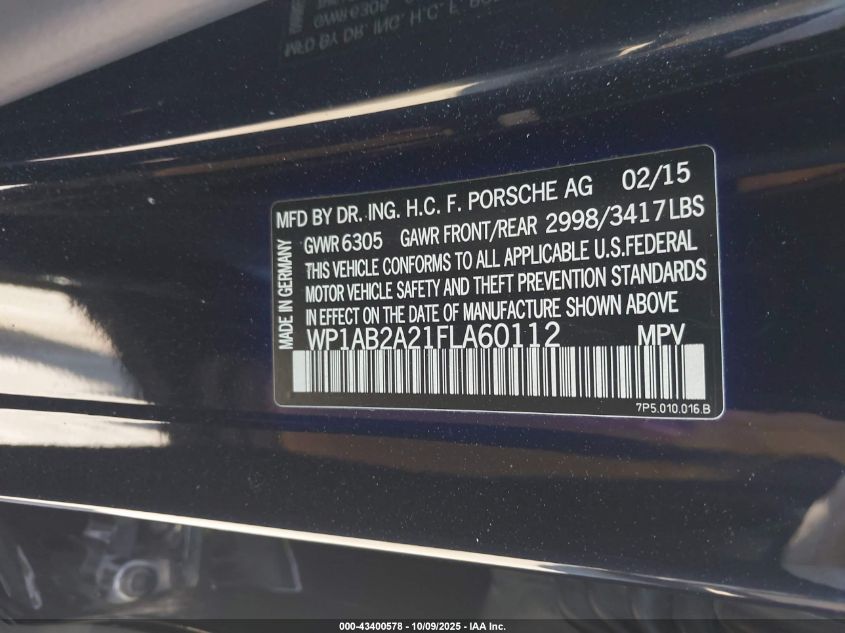 MFD BY DR. ING. H.C. F. PORSCHE AG 02/15
GVWR 6305 GAWR FRONT/REAR 2998/3417 LBS
THIS VEHICLE CONFORMS TO ALL APPLICABLE U.S. FEDERAL
MOTOR VEHICLE SAFETY AND THEFT PREVENTION STANDARDS
IN EFFECT ON THE DATE OF MANUFACTURE SHOWN ABOVE
WP1AB2A21FLA60112 MPV
MADE IN GERMANY
7P5.010.016.B
000-43400578 - 10/09/2025 - IAA Inc.